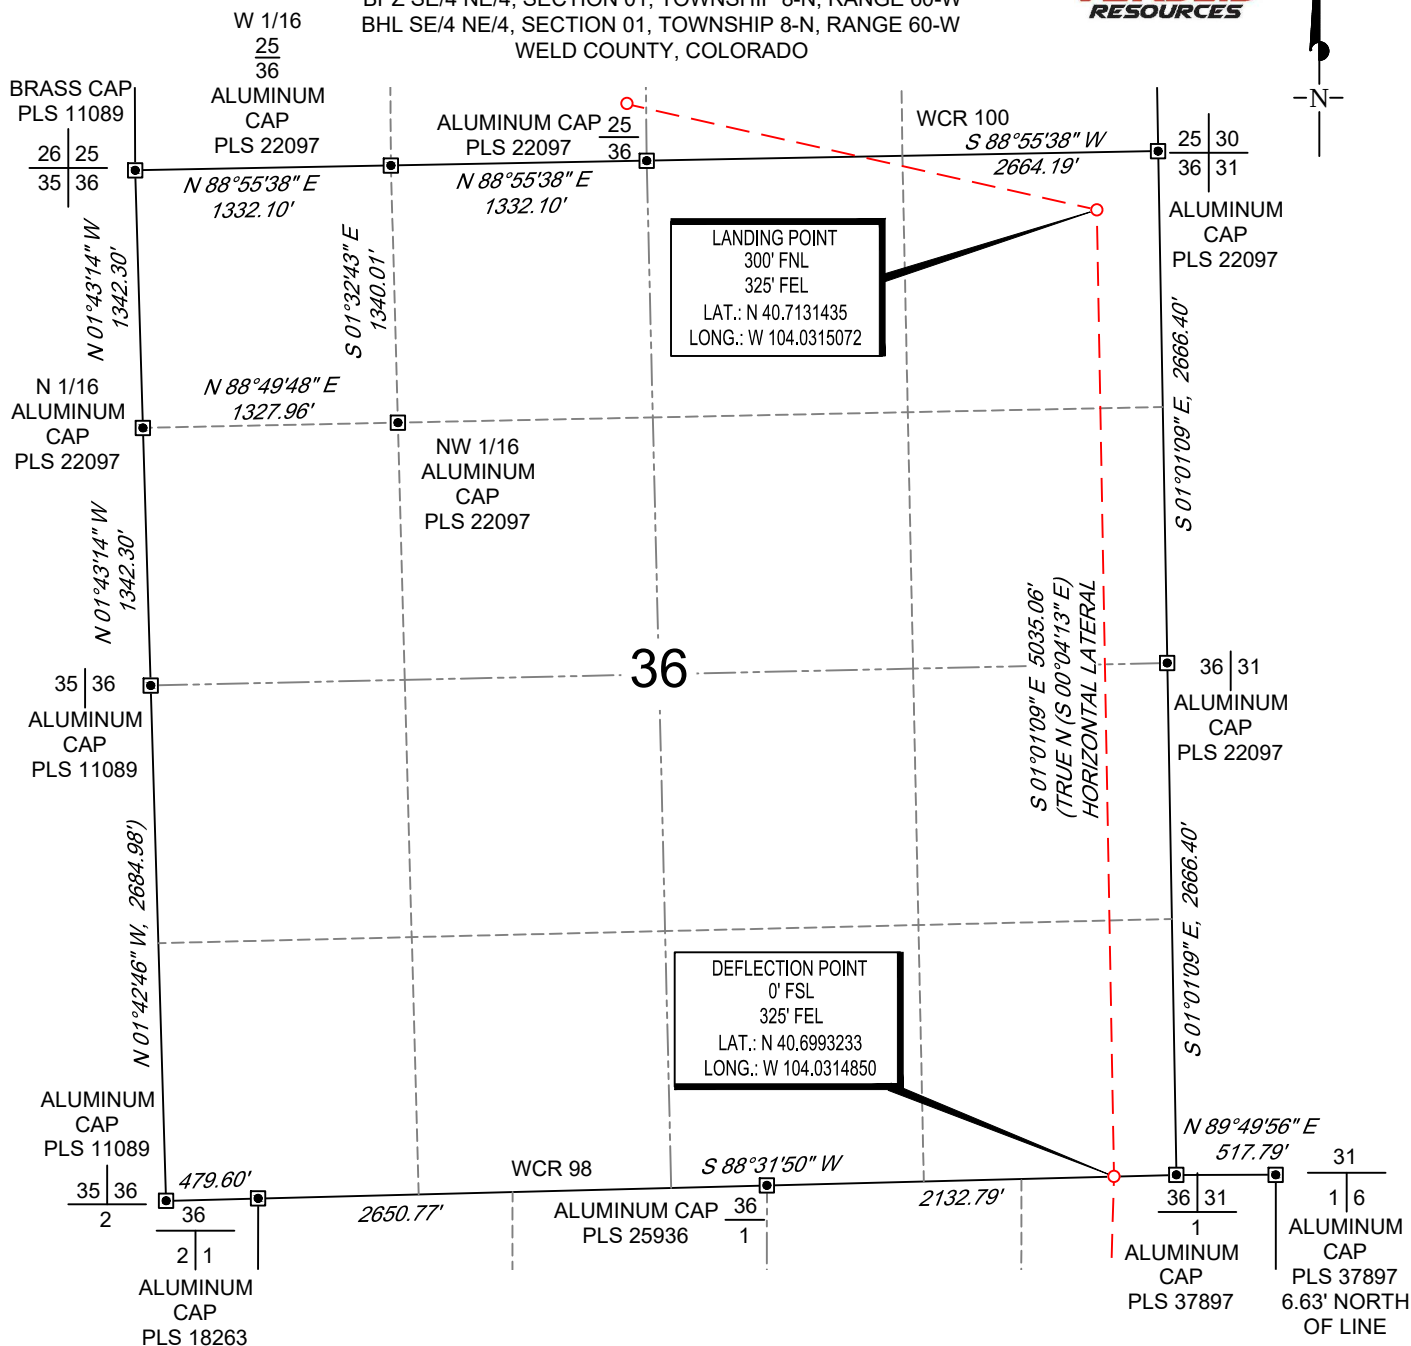 BHL SE/4 NE/4, SECTION 01, TOWNSHIP 8-N, RANGE 60-W
WELD COUNTY, COLORADO
RESOURCES
N
W 1/16
25
36
ALUMINUM
CAP
PLS 22097
BRASS CAP
PLS 11089
26 25
35 36
ALUMINUM CAP
PLS 22097
25
36
WCR 100
S 88°55'38" W
2664.19'
25 30
36 31
ALUMINUM
CAP
PLS 22097
N 88°55'38" E
1332.10'
N 88°55'38" E
1332.10'
N 01°43'14" W
1342.30'
S 01°32'43" E
1340.01'
LANDING POINT
300' FNL
325' FEL
LAT.: N 40.7131435
LONG.: W 104.0315072
S 01°01'09" E, 2666.40'
N 1/16
ALUMINUM
CAP
PLS 22097
N 88°49'48" E
1327.96'
NW 1/16
ALUMINUM
CAP
PLS 22097
N 01°43'14" W
1342.30'
36
S 01°01'09" E 5035.06'
(TRUE N (S 00°04'13" E)
HORIZONTAL LATERAL
35 36
ALUMINUM
CAP
PLS 11089
36 31
ALUMINUM
CAP
PLS 22097
N 01°42'46" W, 2684.98')
S 01°01'09" E, 2666.40'
DEFLECTION POINT
0' FSL
325' FEL
LAT.: N 40.6993233
LONG.: W 104.0314850
ALUMINUM
CAP
PLS 11089
35 36
2
479.60'
WCR 98
S 88°31'50" W
N 89°49'56" E
517.79'
2650.77'
2132.79'
36
2 1
ALUMINUM
CAP
PLS 18263
ALUMINUM CAP
PLS 25936
36
1
36 31
1
ALUMINUM
CAP
PLS 37897
31
1 6
ALUMINUM
CAP
PLS 37897
6.63' NORTH
OF LINE